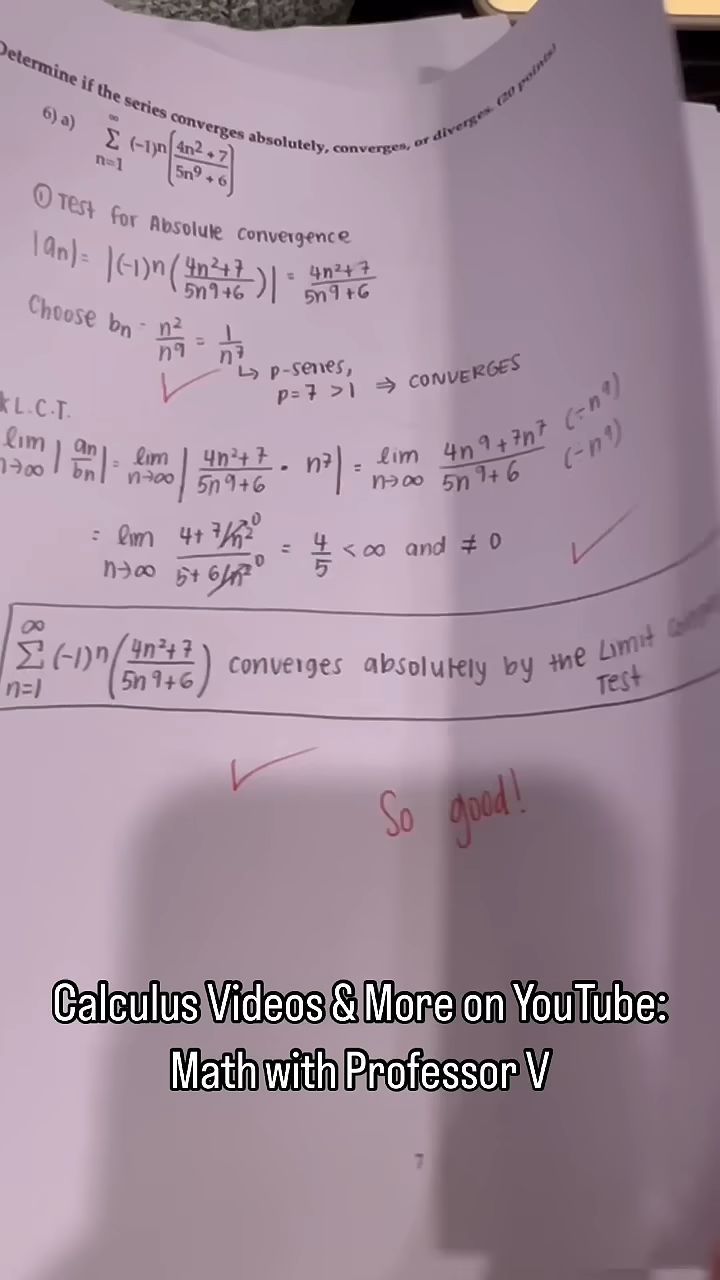 Determine if the series converges absolutely, converges, or diverges. (20 points)
6) a) ∞ Σ n=1 (-1)n [4n2+7 / 5n9+6]
① Test for Absolute convergence
|an| = |(-1)n (4n2+7 / 5n9+6)| = 4n2+7 / 5n9+6
Choose bn = n2/n9 = 1/n7
↳ p-series,
p=7 >1 ⇒ CONVERGES
L.C.T.
lim n→∞ |an/bn| = lim n→∞ |4n2+7 / 5n9+6 · n7| = lim n→∞ 4n9+7n7 / 5n9+6 (÷n9) (÷n9)
= lim n→∞ 4+7/n2 0 / 5+6/n 0 = 4/5 <∞ and ≠ 0
∞ Σ n=1 (-1)n (4n2+7 / 5n9+6) converges absolutely by the Limit
Test
So good!
Calculus Videos & More on YouTube:
Math with Professor V
7